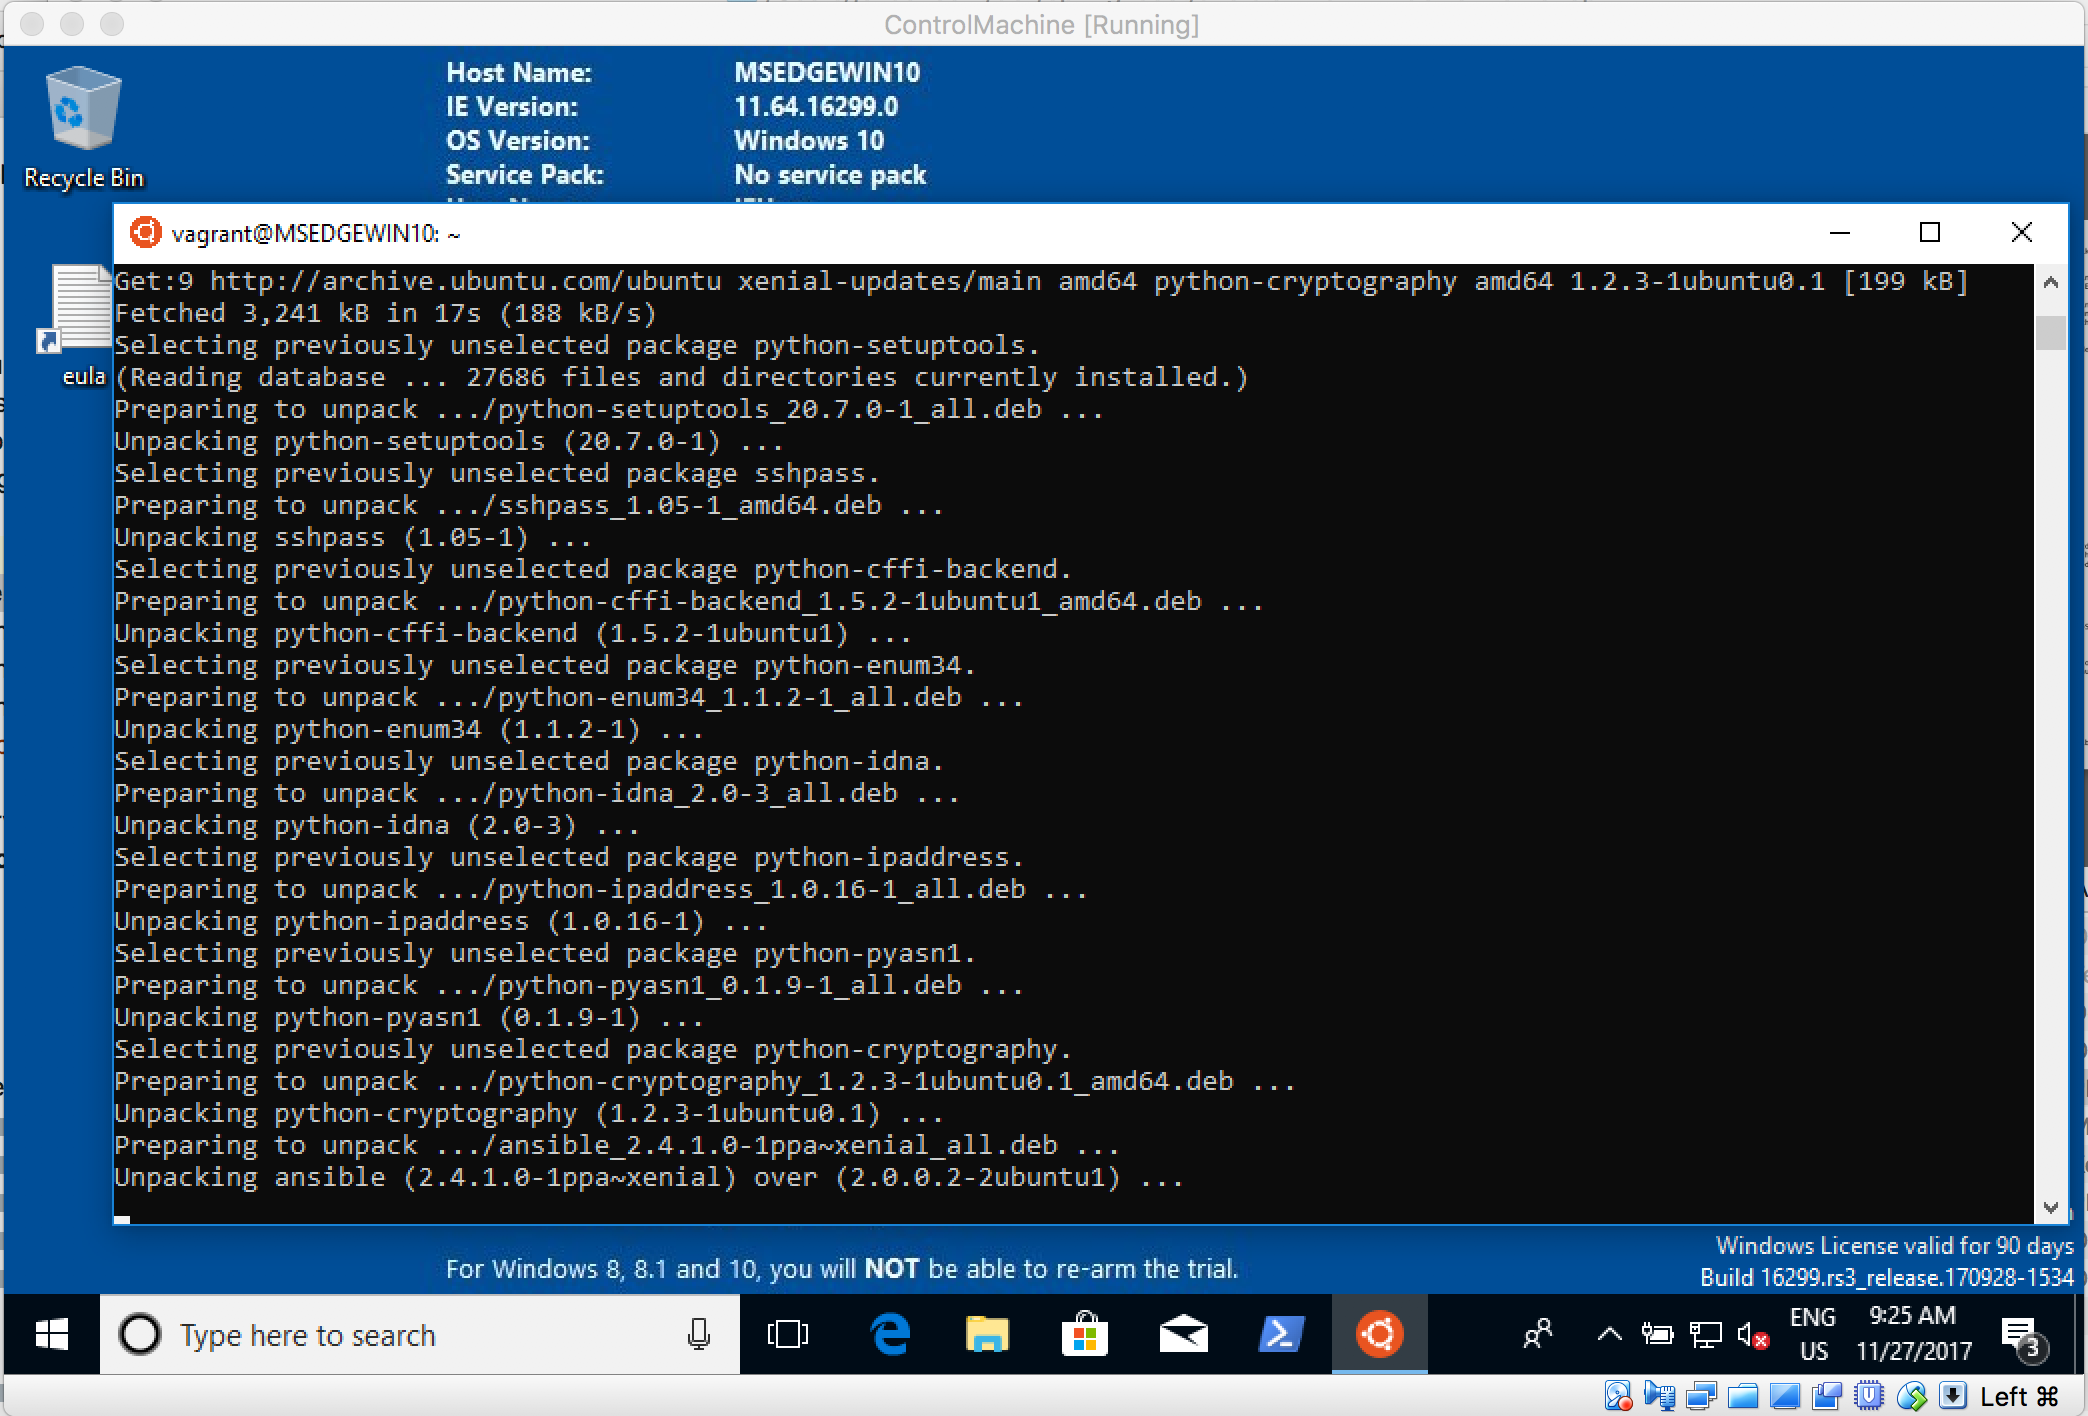 ControlMachine [Running]
Host Name: MSEDGEWIN10
IE Version: 11.64.16299.0
OS Version: Windows 10
Service Pack: No service pack
Recycle Bin
vagrant@MSEDGEWIN10: ~
eula
Get:9 http://archive.ubuntu.com/ubuntu xenial-updates/main amd64 python-cryptography amd64 1.2.3-1ubuntu0.1 [199 kB]
Fetched 3,241 kB in 17s (188 kB/s)
Selecting previously unselected package python-setuptools.
(Reading database ... 27686 files and directories currently installed.)
Preparing to unpack .../python-setuptools_20.7.0-1_all.deb ...
Unpacking python-setuptools (20.7.0-1) ...
Selecting previously unselected package sshpass.
Preparing to unpack .../sshpass_1.05-1_amd64.deb ...
Unpacking sshpass (1.05-1) ...
Selecting previously unselected package python-cffi-backend.
Preparing to unpack .../python-cffi-backend_1.5.2-1ubuntu1_amd64.deb ...
Unpacking python-cffi-backend (1.5.2-1ubuntu1) ...
Selecting previously unselected package python-enum34.
Preparing to unpack .../python-enum34_1.1.2-1_all.deb ...
Unpacking python-enum34 (1.1.2-1) ...
Selecting previously unselected package python-idna.
Preparing to unpack .../python-idna_2.0-3_all.deb ...
Unpacking python-idna (2.0-3) ...
Selecting previously unselected package python-ipaddress.
Preparing to unpack .../python-ipaddress_1.0.16-1_all.deb ...
Unpacking python-ipaddress (1.0.16-1) ...
Selecting previously unselected package python-pyasn1.
Preparing to unpack .../python-pyasn1_0.1.9-1_all.deb ...
Unpacking python-pyasn1 (0.1.9-1) ...
Selecting previously unselected package python-cryptography.
Preparing to unpack .../python-cryptography_1.2.3-1ubuntu0.1_amd64.deb ...
Unpacking python-cryptography (1.2.3-1ubuntu0.1) ...
Preparing to unpack .../ansible_2.4.1.0-1ppa~xenial_all.deb ...
Unpacking ansible (2.4.1.0-1ppa~xenial) over (2.0.0.2-2ubuntu1) ...
Windows License valid for 90 days
For Windows 8, 8.1 and 10, you will NOT be able to re-arm the trial.
Build 16299.rs3_release.170928-1534
Type here to search
ENG
US
9:25 AM
11/27/2017
3
Left ⌘